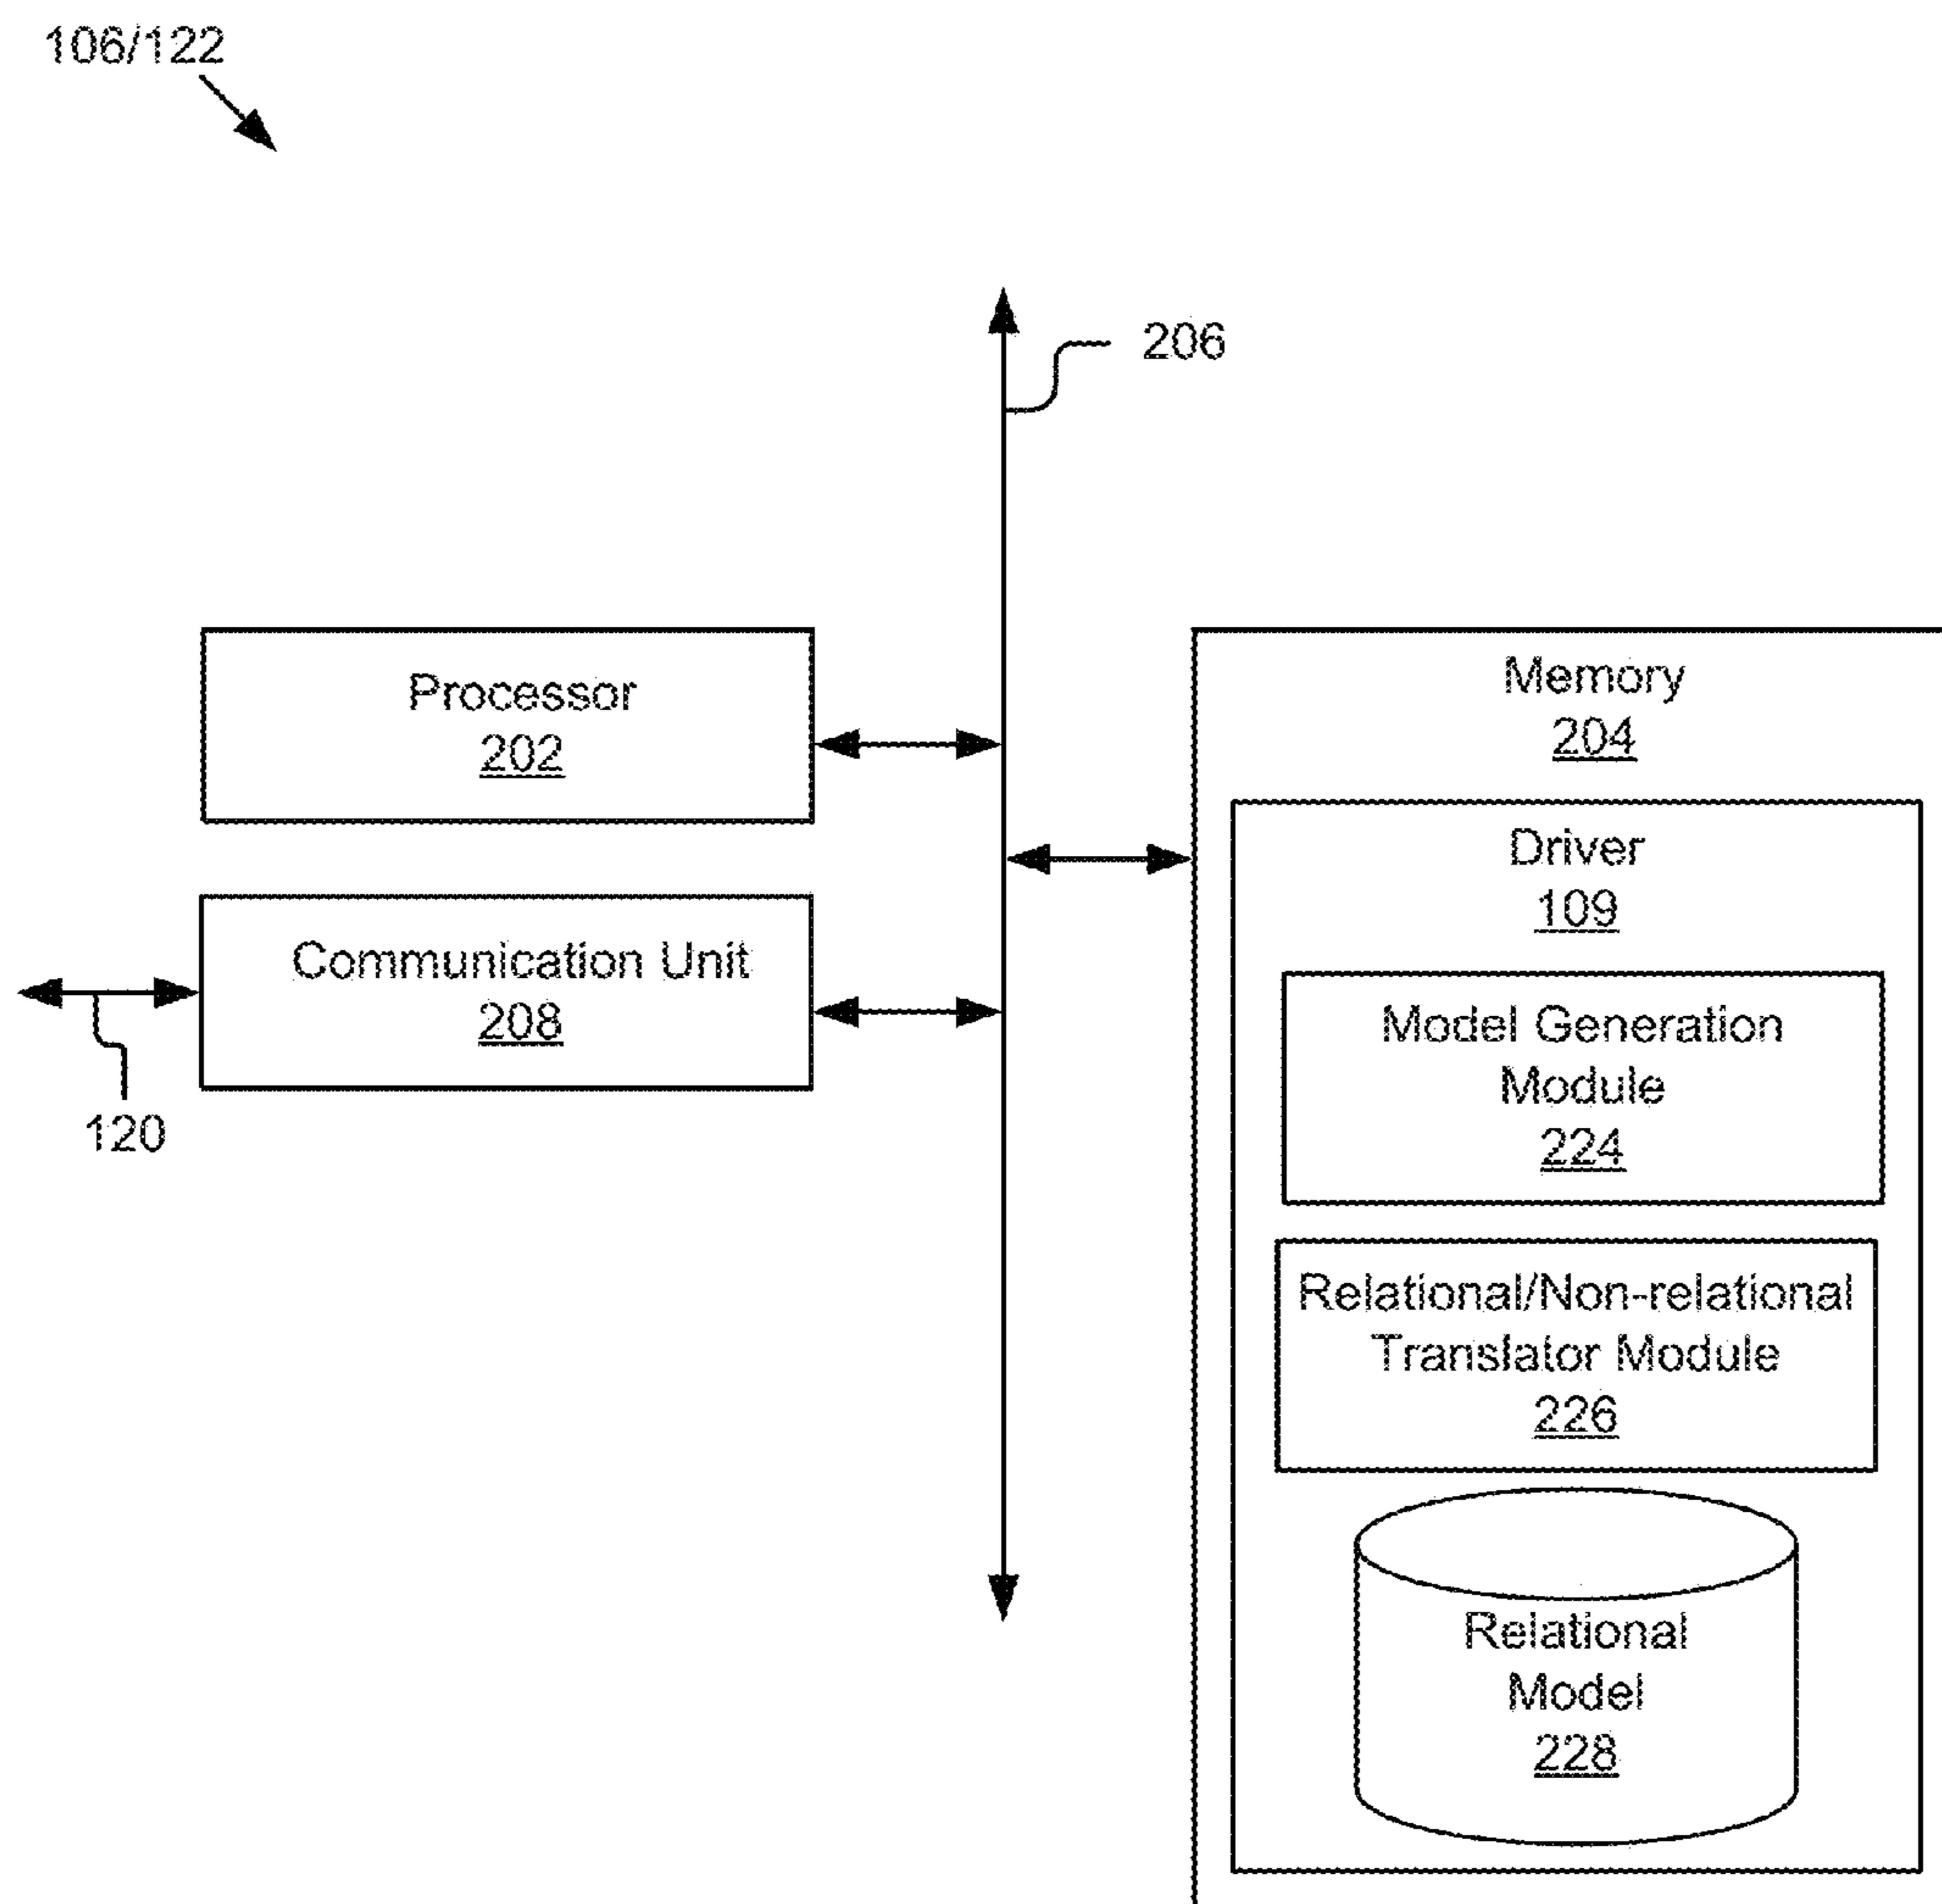 106/122
206
Processor
202
Communication Unit
208
120
Memory
204
Driver
109
Model Generation
Module
224
Relational/Non-relational
Translator Module
226
Relational
Model
228